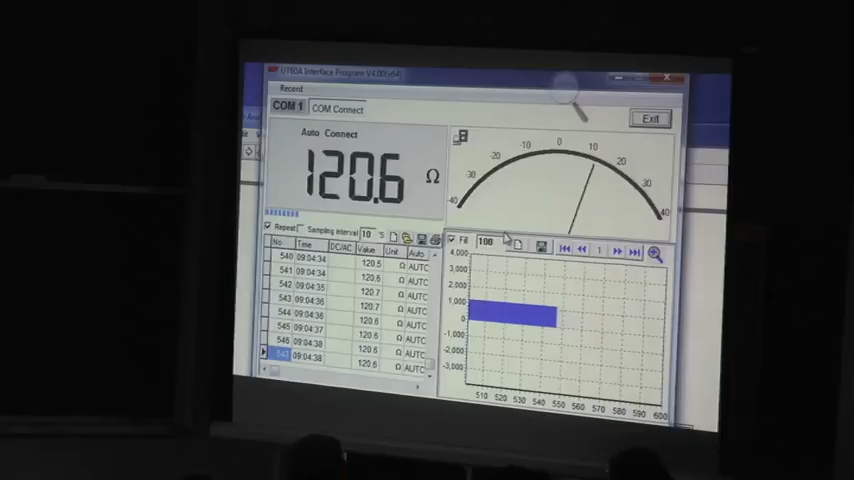 UT60A Interface Program V4.00(x64)
Record
COM 1 COM Connect
Exit
Auto Connect
120.6 Ω
-40 -30 -20 -10 0 10 20 30 40
Repeat Sampling interval 10 'S
Fill 100 1
No Time DC/AC Value Unit Auto
540 09:04:34 120.5 Ω AUTO
541 09:04:34 120.6 Ω AUTO
542 09:04:35 120.7 Ω AUTO
543 09:04:36 120.7 Ω AUTO
544 09:04:36 120.6 Ω AUTO
545 09:04:37 120.6 Ω AUTO
546 09:04:38 120.6 Ω AUTO
547 09:04:38 120.6 Ω AUTO
4,000
3,000
2,000
1,000
0
-1,000
-2,000
-3,000
510 520 530 540 550 560 570 580 590 600